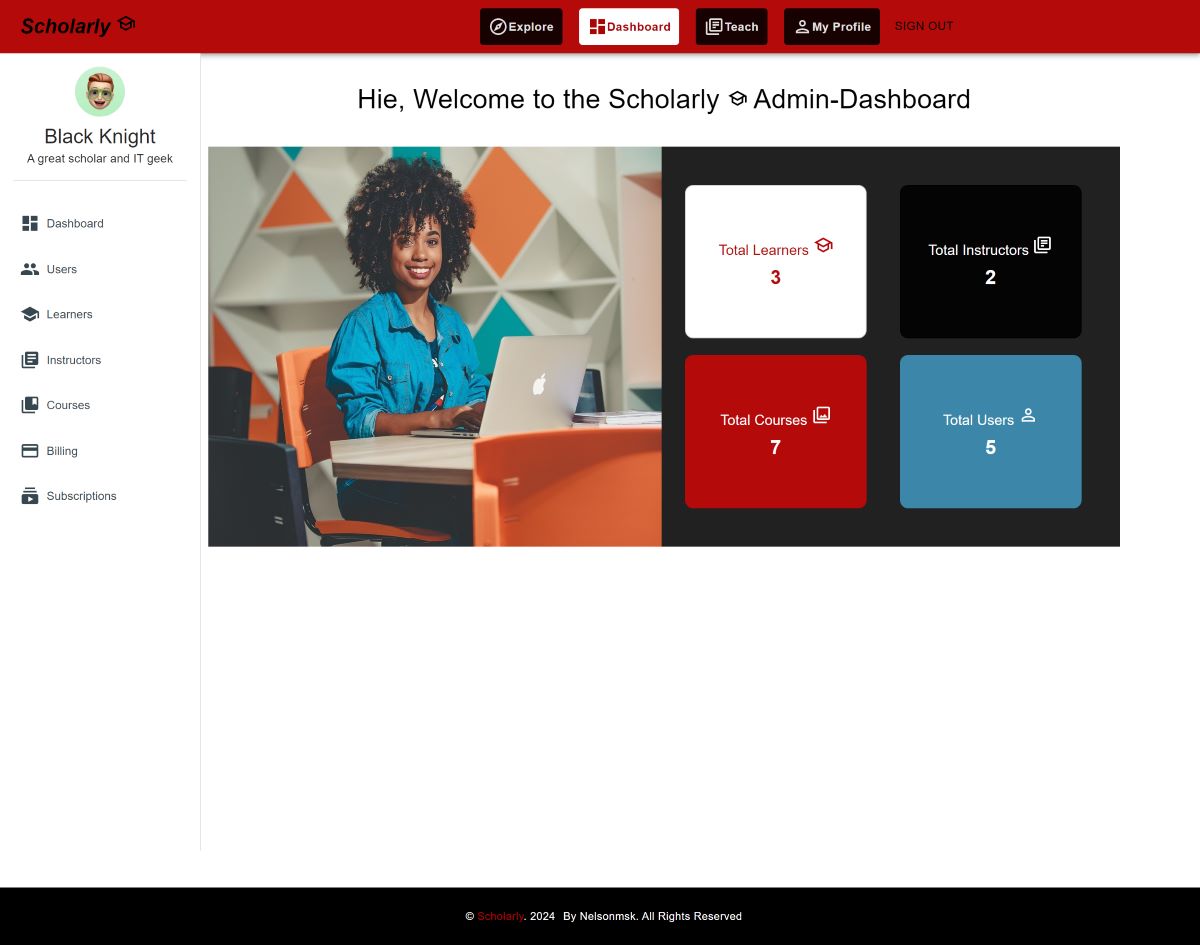 Scholarly
Explore
Dashboard
Teach
My Profile
SIGN OUT
Black Knight
A great scholar and IT geek
Dashboard
Users
Learners
Instructors
Courses
Billing
Subscriptions
Hie, Welcome to the Scholarly Admin-Dashboard
Total Learners
3
Total Instructors
2
Total Courses
7
Total Users
5
© Scholarly. 2024 By Nelsonmsk. All Rights Reserved